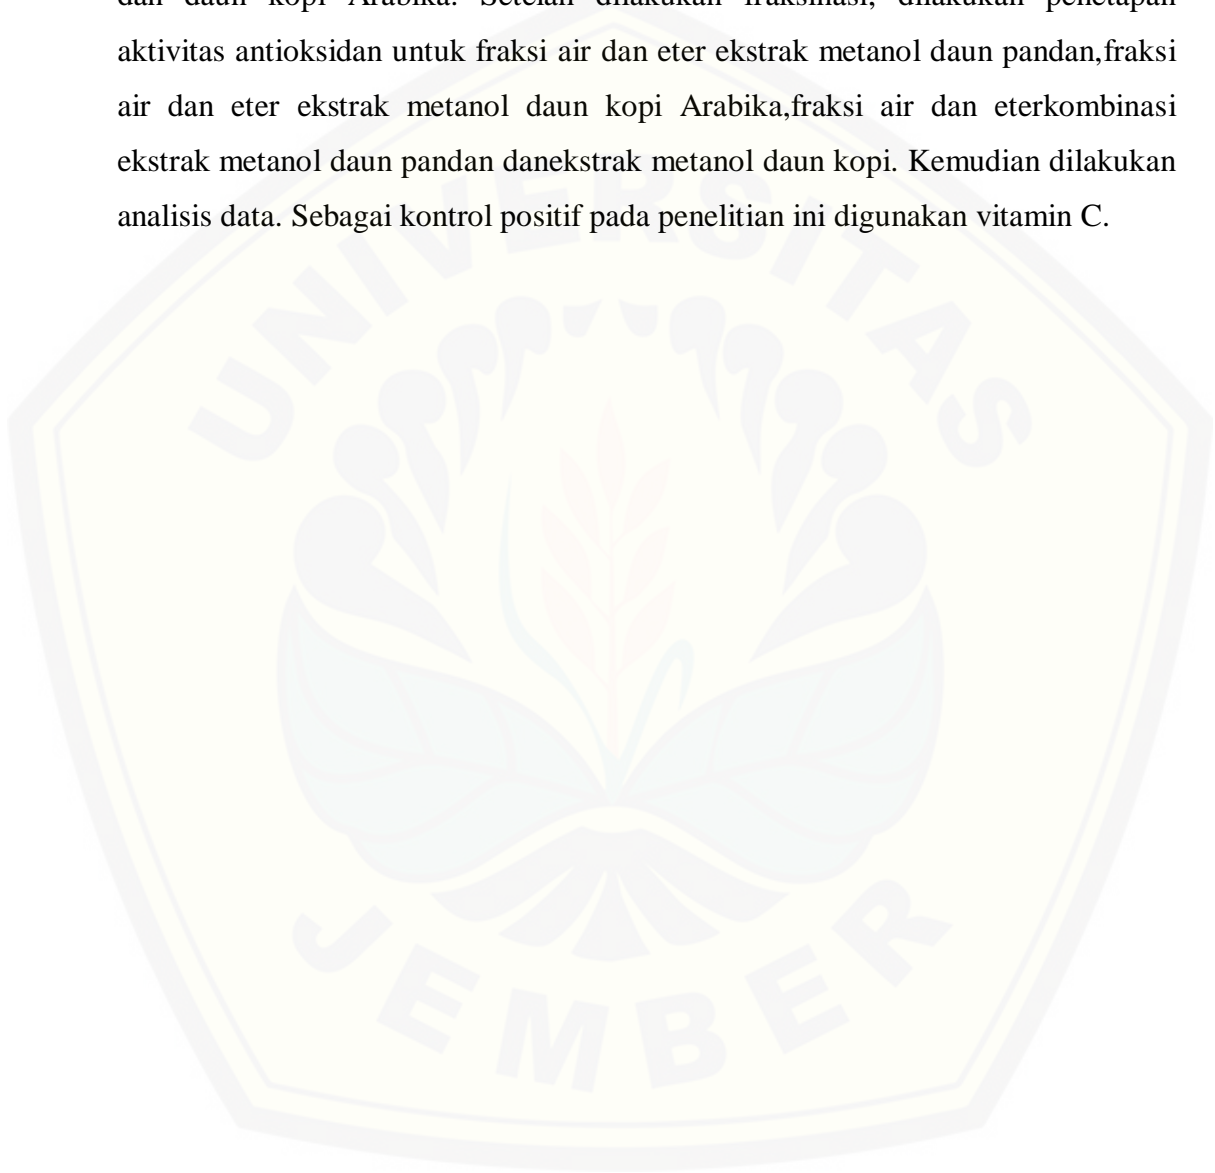 dan daun kopi Arabika. Setelah dilakukan fraksinasi, dilakukan penetapan
aktivitas antioksidan untuk fraksi air dan eter ekstrak metanol daun pandan,fraksi
air dan eter ekstrak metanol daun kopi Arabika,fraksi air dan eterkombinasi
ekstrak metanol daun pandan danekstrak metanol daun kopi. Kemudian dilakukan
analisis data. Sebagai kontrol positif pada penelitian ini digunakan vitamin C.
UNIVERSITAS
JEMBER